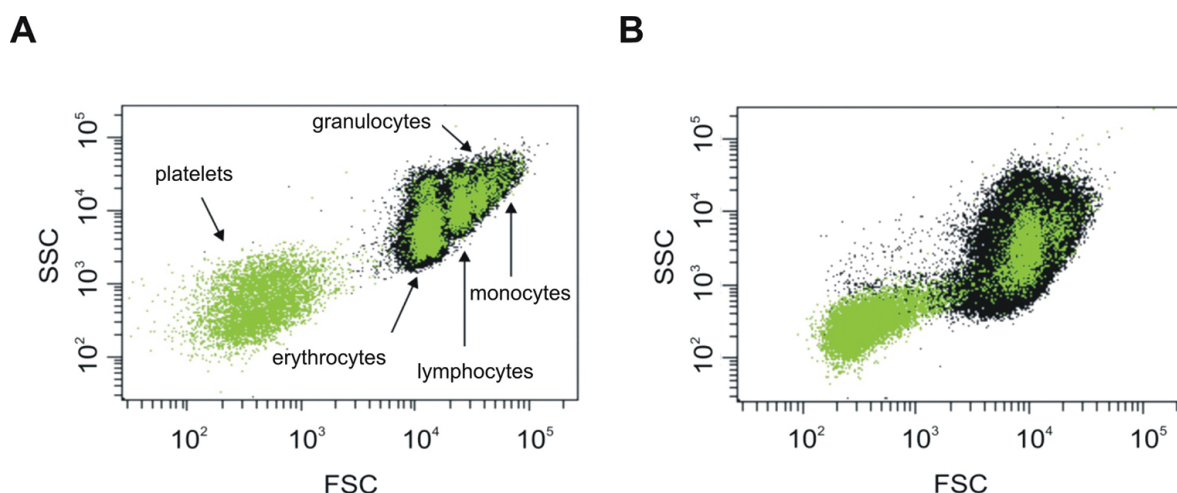 A
B
granulocytes
platelets
monocytes
erythrocytes
lymphocytes
SSC
10^5
10^4
10^3
10^2
10^2 10^3 10^4 10^5
FSC
SSC
10^5
10^4
10^3
10^2
10^2 10^3 10^4 10^5
FSC